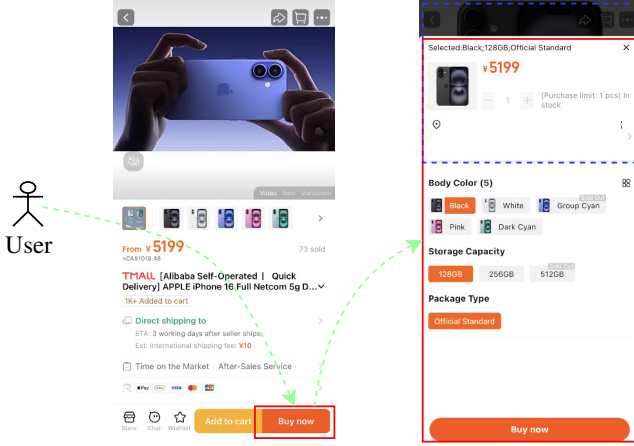 User
Video Item Variations
From ¥5199
≈CA$1018.48
73 sold
TMALL [Alibaba Self-Operated | Quick
Delivery] APPLE iPhone 16 Full Netcom 5g D...
1K+ Added to cart
Direct shipping to
ETA: 3 working days after seller ships
Est. international shipping fee: ¥10
Time on the Market · After-Sales Service
Pay VISA
Store Chat Wishlist Add to cart Buy now
Selected:Black;128GB;Official Standard
¥5199
1
(Purchase limit: 1 pcs) In
stock
Body Color (5)
Sold Out
Black White Group Cyan
Pink Dark Cyan
Storage Capacity
Sold Out
128GB 256GB 512GB
Package Type
Official Standard
Buy now